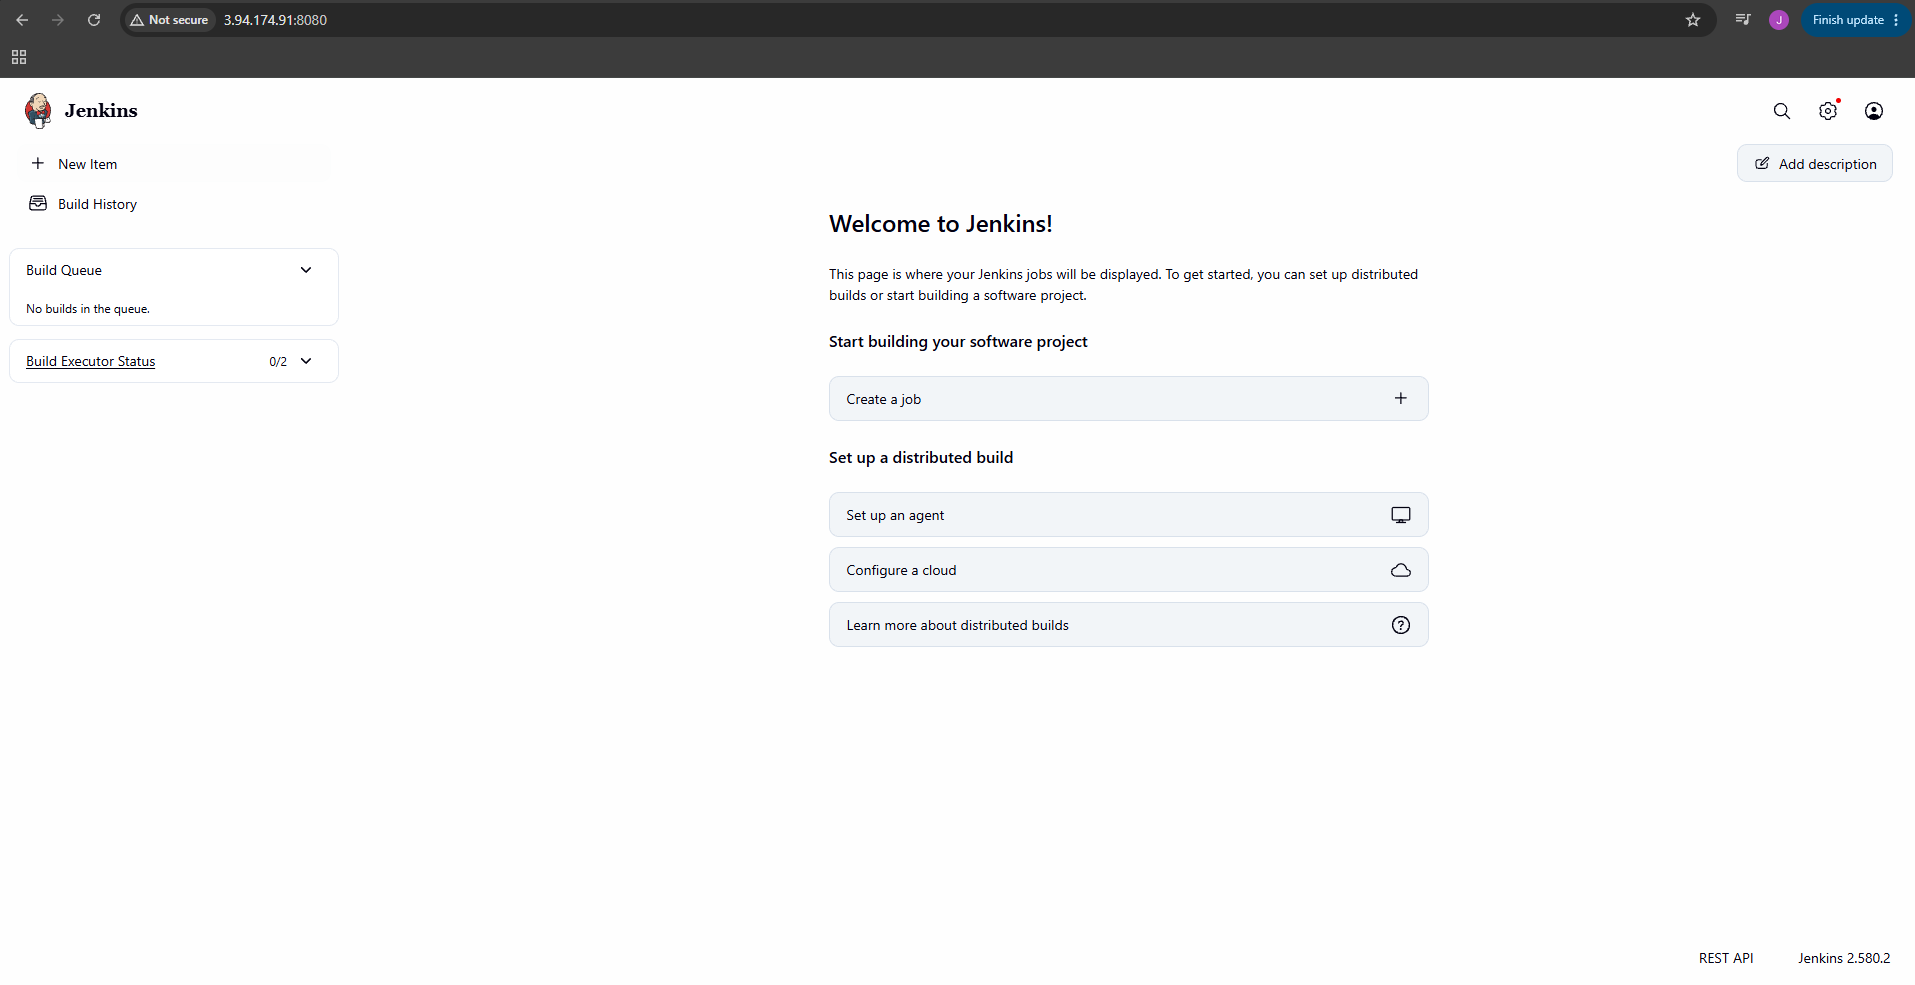 Not secure
3.94.174.91:8080
J
Finish update
Jenkins
New Item
Add description
Build History
Welcome to Jenkins!
Build Queue
This page is where your Jenkins jobs will be displayed. To get started, you can set up distributed
builds or start building a software project.
No builds in the queue.
Start building your software project
Build Executor Status
0/2
Create a job
Set up a distributed build
Set up an agent
Configure a cloud
Learn more about distributed builds
REST API
Jenkins 2.580.2